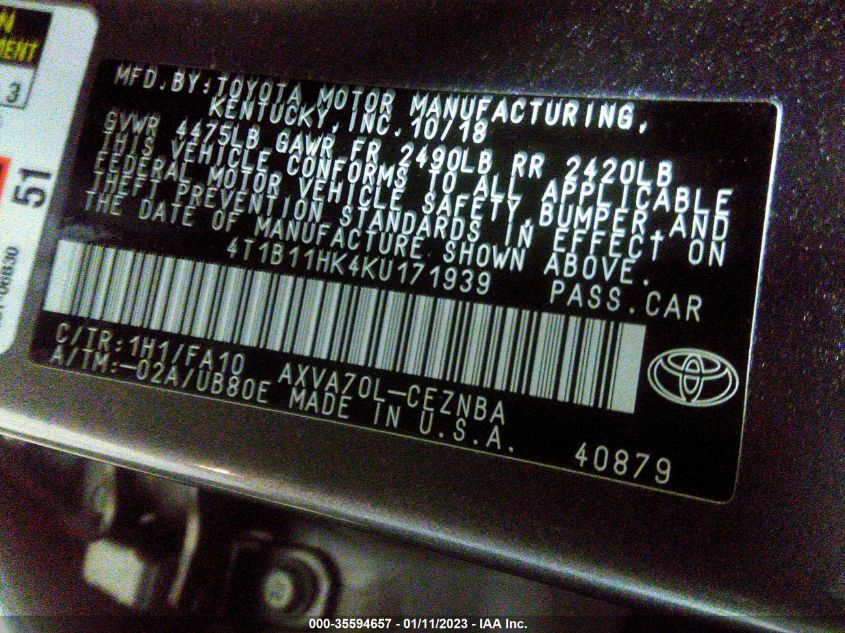 N
MENT
3
51
MFD.BY:TOYOTA MOTOR MANUFACTURING,
KENTUCKY,INC.10/18
GVWR 4475LB GAWR FR 2490LB RR 2420LB
THIS VEHICLE CONFORMS TO ALL APPLICABLE
FEDERAL MOTOR VEHICLE SAFETY,BUMPER,AND
THEFT PREVENTION STANDARDS IN EFFECT ON
THE DATE OF MANUFACTURE SHOWN ABOVE.
4T1B11HK4KU171939 PASS.CAR
C/TR:1H1/FA10 AXVA70L-CEZNBA
A/TM:-02A/UB80E MADE IN U.S.A.
40879
000-35594657 - 01/11/2023 - IAA Inc.